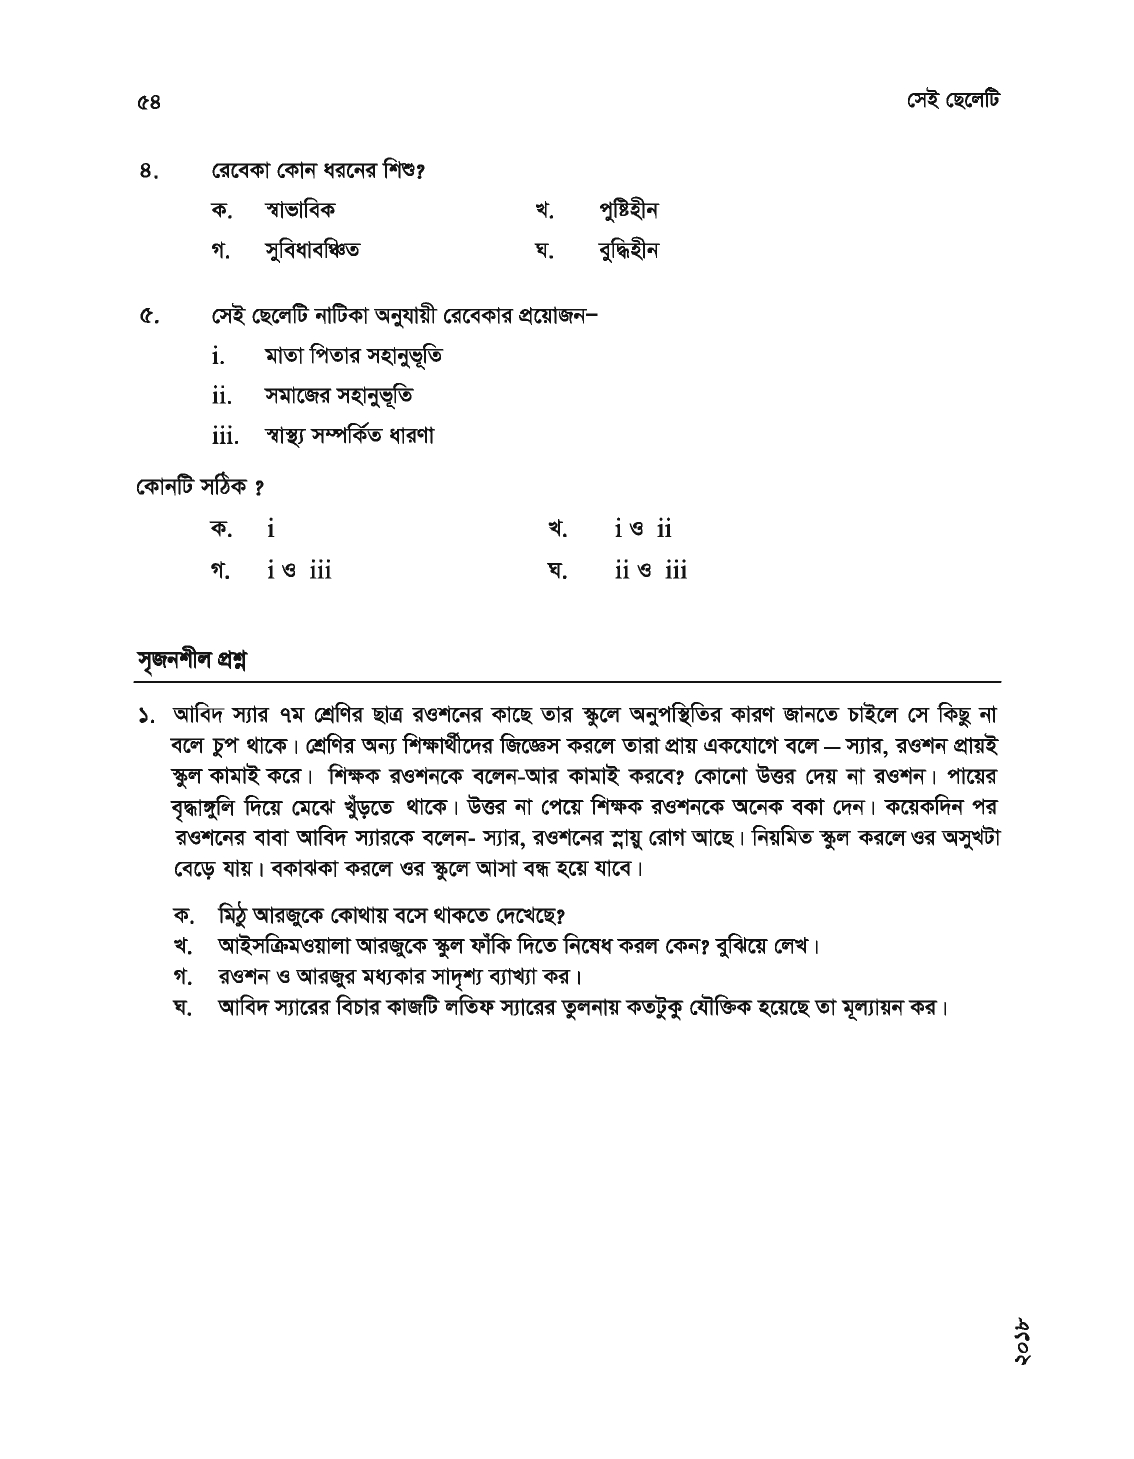 ৫৪ সেই ছেলেটি
৪. রেবেকা কোন ধরনের শিশু?
ক. স্বাভাবিক খ. পুষ্টিহীন
গ. সুবিধাবঞ্চিত ঘ. বুদ্ধিহীন
৫. সেই ছেলেটি নাটিকা অনুযায়ী রেবেকার প্রয়োজন–
i. মাতা পিতার সহানুভূতি
ii. সমাজের সহানুভূতি
iii. স্বাস্থ্য সম্পর্কিত ধারণা
কোনটি সঠিক ?
ক. i খ. i ও ii
গ. i ও iii ঘ. ii ও iii
সৃজনশীল প্রশ্ন
১. আবিদ স্যার ৭ম শ্রেণির ছাত্র রওশনের কাছে তার স্কুলে অনুপস্থিতির কারণ জানতে চাইলে সে কিছু না
বলে চুপ থাকে। শ্রেণির অন্য শিক্ষার্থীদের জিজ্ঞেস করলে তারা প্রায় একযোগে বলে – স্যার, রওশন প্রায়ই
স্কুল কামাই করে। শিক্ষক রওশনকে বলেন-আর কামাই করবে? কোনো উত্তর দেয় না রওশন। পায়ের
বৃদ্ধাঙ্গুলি দিয়ে মেঝে খুঁড়তে থাকে। উত্তর না পেয়ে শিক্ষক রওশনকে অনেক বকা দেন। কয়েকদিন পর
রওশনের বাবা আবিদ স্যারকে বলেন- স্যার, রওশনের স্নায়ু রোগ আছে। নিয়মিত স্কুল করলে ওর অসুখটা
বেড়ে যায়। বকাঝকা করলে ওর স্কুলে আসা বন্ধ হয়ে যাবে।
ক. মিঠু আরজুকে কোথায় বসে থাকতে দেখেছে?
খ. আইসক্রিমওয়ালা আরজুকে স্কুল ফাঁকি দিতে নিষেধ করল কেন? বুঝিয়ে লেখ।
গ. রওশন ও আরজুর মধ্যকার সাদৃশ্য ব্যাখ্যা কর।
ঘ. আবিদ স্যারের বিচার কাজটি লতিফ স্যারের তুলনায় কতটুকু যৌক্তিক হয়েছে তা মূল্যায়ন কর।
২০১৮